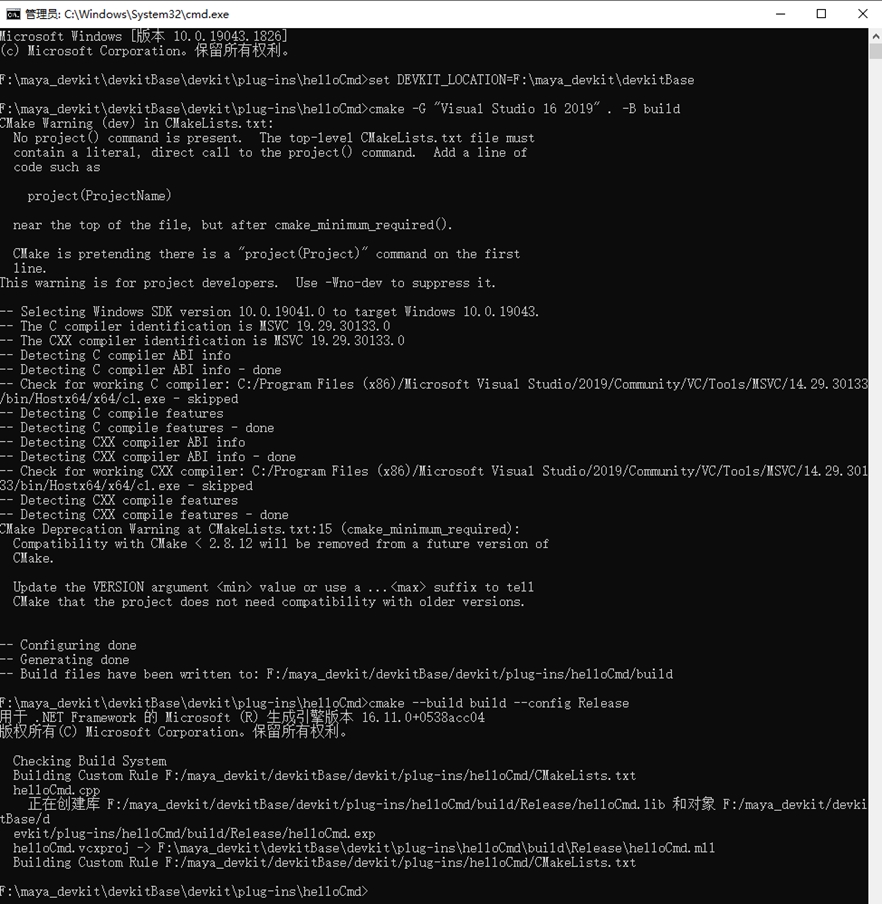 管理员: C:\Windows\System32\cmd.exe
Microsoft Windows [版本 10.0.19043.1826]
(c) Microsoft Corporation。保留所有权利。
F:\maya_devkit\devkitBase\devkit\plug-ins\helloCmd>set DEVKIT_LOCATION=F:\maya_devkit\devkitBase
F:\maya_devkit\devkitBase\devkit\plug-ins\helloCmd>cmake -G "Visual Studio 16 2019" . -B build
CMake Warning (dev) in CMakeLists.txt:
No project() command is present.  The top-level CMakeLists.txt file must
contain a literal, direct call to the project() command.  Add a line of
code such as
project(ProjectName)
near the top of the file, but after cmake_minimum_required().
CMake is pretending there is a "project(Project)" command on the first
line.
This warning is for project developers.  Use -Wno-dev to suppress it.
-- Selecting Windows SDK version 10.0.19041.0 to target Windows 10.0.19043.
-- The C compiler identification is MSVC 19.29.30133.0
-- The CXX compiler identification is MSVC 19.29.30133.0
-- Detecting C compiler ABI info
-- Detecting C compiler ABI info - done
-- Check for working C compiler: C:/Program Files (x86)/Microsoft Visual Studio/2019/Community/VC/Tools/MSVC/14.29.30133
/bin/Hostx64/x64/cl.exe - skipped
-- Detecting C compile features
-- Detecting C compile features - done
-- Detecting CXX compiler ABI info
-- Detecting CXX compiler ABI info - done
-- Check for working CXX compiler: C:/Program Files (x86)/Microsoft Visual Studio/2019/Community/VC/Tools/MSVC/14.29.301
33/bin/Hostx64/x64/cl.exe - skipped
-- Detecting CXX compile features
-- Detecting CXX compile features - done
CMake Deprecation Warning at CMakeLists.txt:15 (cmake_minimum_required):
Compatibility with CMake < 2.8.12 will be removed from a future version of
CMake.
Update the VERSION argument <min> value or use a ...<max> suffix to tell
CMake that the project does not need compatibility with older versions.
-- Configuring done
-- Generating done
-- Build files have been written to: F:/maya_devkit/devkitBase/devkit/plug-ins/helloCmd/build
F:\maya_devkit\devkitBase\devkit\plug-ins\helloCmd>cmake --build build --config Release
用于 .NET Framework 的 Microsoft (R) 生成引擎版本 16.11.0+0538acc04
版权所有(C) Microsoft Corporation。保留所有权利。
Checking Build System
Building Custom Rule F:/maya_devkit/devkitBase/devkit/plug-ins/helloCmd/CMakeLists.txt
helloCmd.cpp
正在创建库 F:/maya_devkit/devkitBase/devkit/plug-ins/helloCmd/build/Release/helloCmd.lib 和对象 F:/maya_devkit/devki
tBase/d
evkit/plug-ins/helloCmd/build/Release/helloCmd.exp
helloCmd.vcxproj -> F:\maya_devkit\devkitBase\devkit\plug-ins\helloCmd\build\Release\helloCmd.mll
Building Custom Rule F:/maya_devkit/devkitBase/devkit/plug-ins/helloCmd/CMakeLists.txt
F:\maya_devkit\devkitBase\devkit\plug-ins\helloCmd>